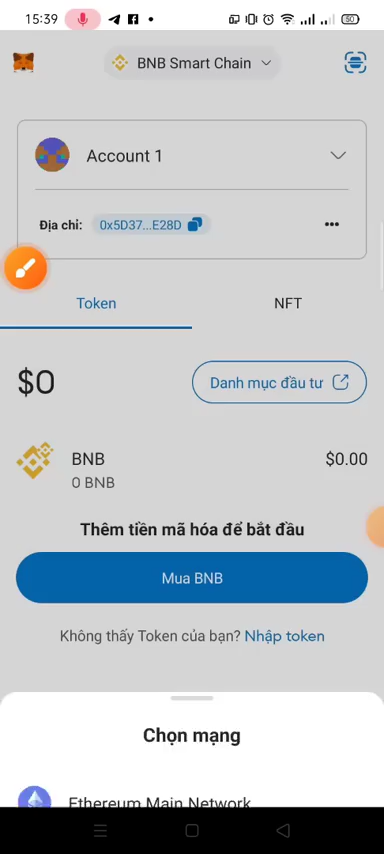 15:39
50
BNB Smart Chain
Account 1
Địa chỉ: 0x5D37...E28D
Token NFT
$0 Danh mục đầu tư
BNB $0.00
0 BNB
Thêm tiền mã hóa để bắt đầu
Mua BNB
Không thấy Token của bạn? Nhập token
Chọn mạng
Ethereum Main Network